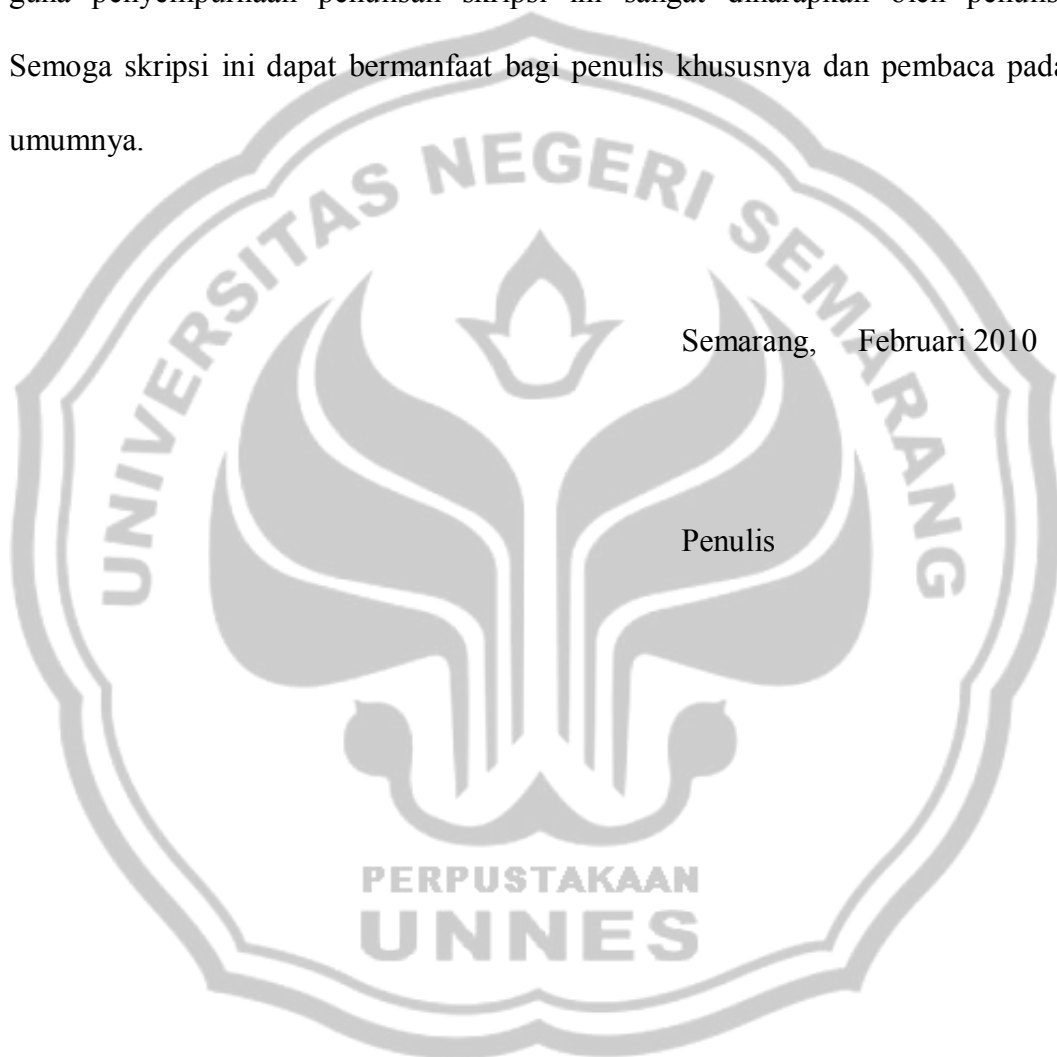 guna penyempurnaan penulisan skripsi ini sangat diharapkan oleh penulis
Semoga skripsi ini dapat bermanfaat bagi penulis khususnya dan pembaca pada
umumnya.
UNIVERSITAS NEGERI SEMARANG
Semarang, Februari 2010
Penulis
PERPUSTAKAAN
UNNES